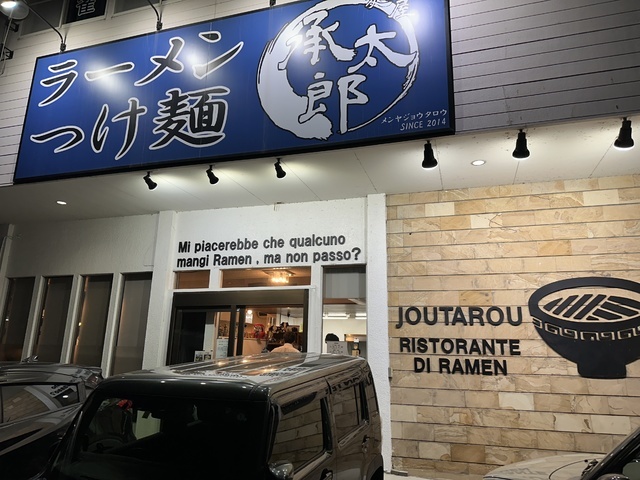 ラーメン
つけ麺
承太郎
メンヤジョウタロウ
SINCE 2014
Mi piacerebbe che qualcuno
mangi Ramen , ma non passo?
JOUTAROU
RISTORANTE
DI RAMEN